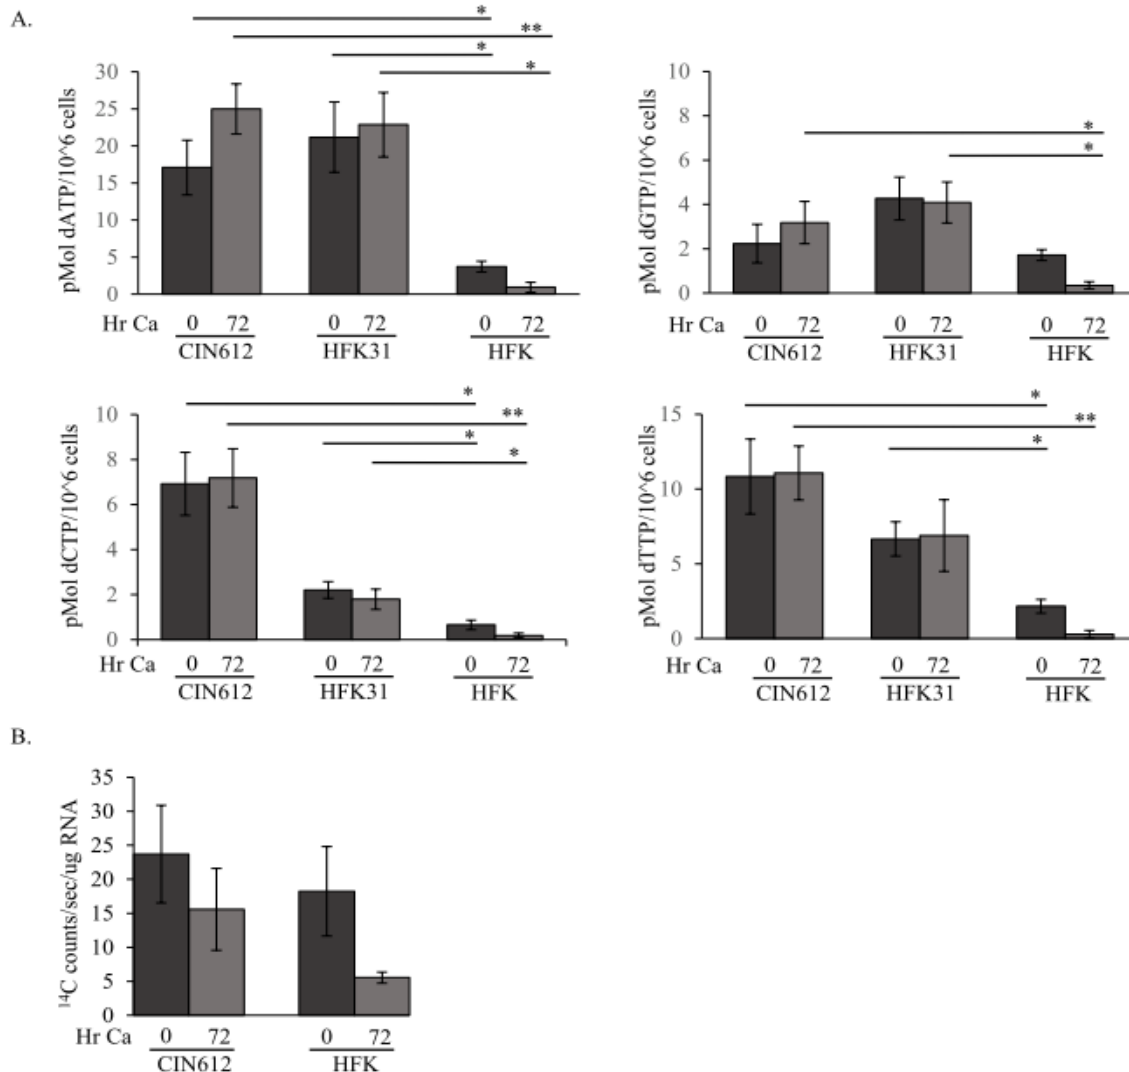 A.
*
**
*
*
pMol dATP/10^6 cells
30
25
20
15
10
5
0
Hr Ca 0 72 0 72 0 72
CIN612 HFK31 HFK
*
*
pMol dGTP/10^6 cells
10
8
6
4
2
0
Hr Ca 0 72 0 72 0 72
CIN612 HFK31 HFK
*
**
*
*
pMol dCTP/10^6 cells
10
8
6
4
2
0
Hr Ca 0 72 0 72 0 72
CIN612 HFK31 HFK
*
**
*
pMol dTTP/10^6 cells
15
10
5
0
Hr Ca 0 72 0 72 0 72
CIN612 HFK31 HFK
B.
¹⁴C counts/sec/ug RNA
35
30
25
20
15
10
5
0
Hr Ca 0 72 0 72
CIN612 HFK